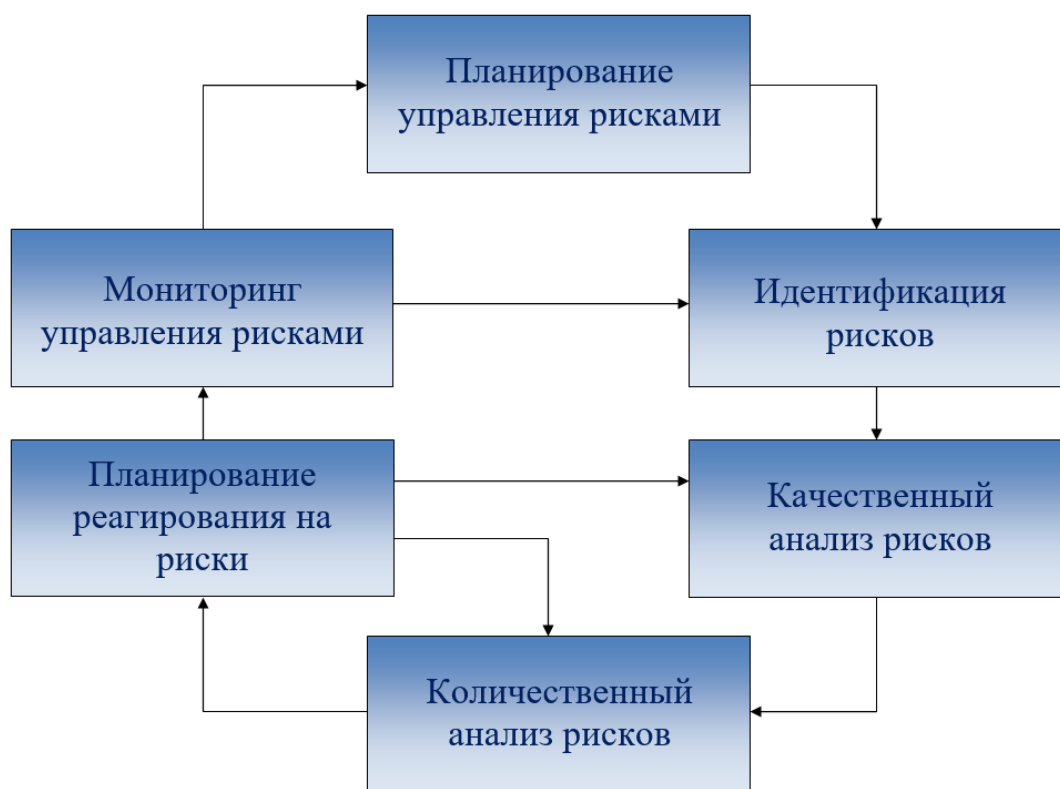 Планирование
управления рисками
Мониторинг
управления рисками
Идентификация
рисков
Планирование
реагирования на
риски
Качественный
анализ рисков
Количественный
анализ рисков